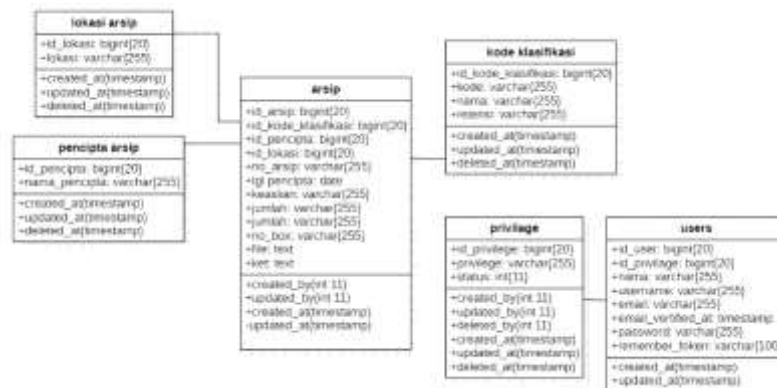 lokasi arsip
+id_lokasi: bigint(20)
+lokasi: varchar(255)
+created_at(timestamp)
+updated_at(timestamp)
+deleted_at(timestamp)
pencipta arsip
+id_pencipta: bigint(20)
+nama_pencipta: varchar(255)
+created_at(timestamp)
+updated_at(timestamp)
+deleted_at(timestamp)
arsip
+id_arsip: bigint(20)
+id_kode_klasifikasi: bigint(20)
+id_pencipta: bigint(20)
+id_lokasi: bigint(20)
+no_arsip: varchar(255)
+tgl pencipta: date
+keaslian: varchar(255)
+jumlah: varchar(255)
+jumlah: varchar(255)
+no_box: varchar(255)
+file: text
+ket: text
+created_by(int 11)
+updated_by(int 11)
+created_at(timestamp)
-updated_at(timestamp)
kode klasifikasi
+id_kode_klasifikasi: bigint(20)
+kode: varchar(255)
+nama: varchar(255)
+retensi: varchar(255)
+created_at(timestamp)
+updated_at(timestamp)
+deleted_at(timestamp)
privilage
+id_privilege: bigint(20)
+privilege: varchar(255)
+status: int(11)
+created_by(int 11)
+updated_by(int 11)
+deleted_by(int 11)
+created_at(timestamp)
+updated_at(timestamp)
+deleted_at(timestamp)
users
+id_user: bigint(20)
+id_privilage: bigint(20)
+nama: varchar(255)
+username: varchar(255)
+email: varchar(255)
+email_verified_at: timestamp
+password: varchar(255)
+remember_token: varchar(100
+created_at(timestamp)
+updated_at(timestamp)